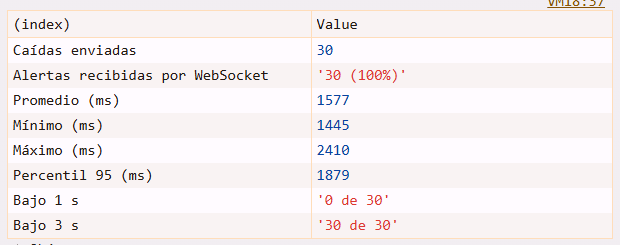 VM18:37
(index) Value
Caídas enviadas 30
Alertas recibidas por WebSocket '30 (100%)'
Promedio (ms) 1577
Mínimo (ms) 1445
Máximo (ms) 2410
Percentil 95 (ms) 1879
Bajo 1 s '0 de 30'
Bajo 3 s '30 de 30'